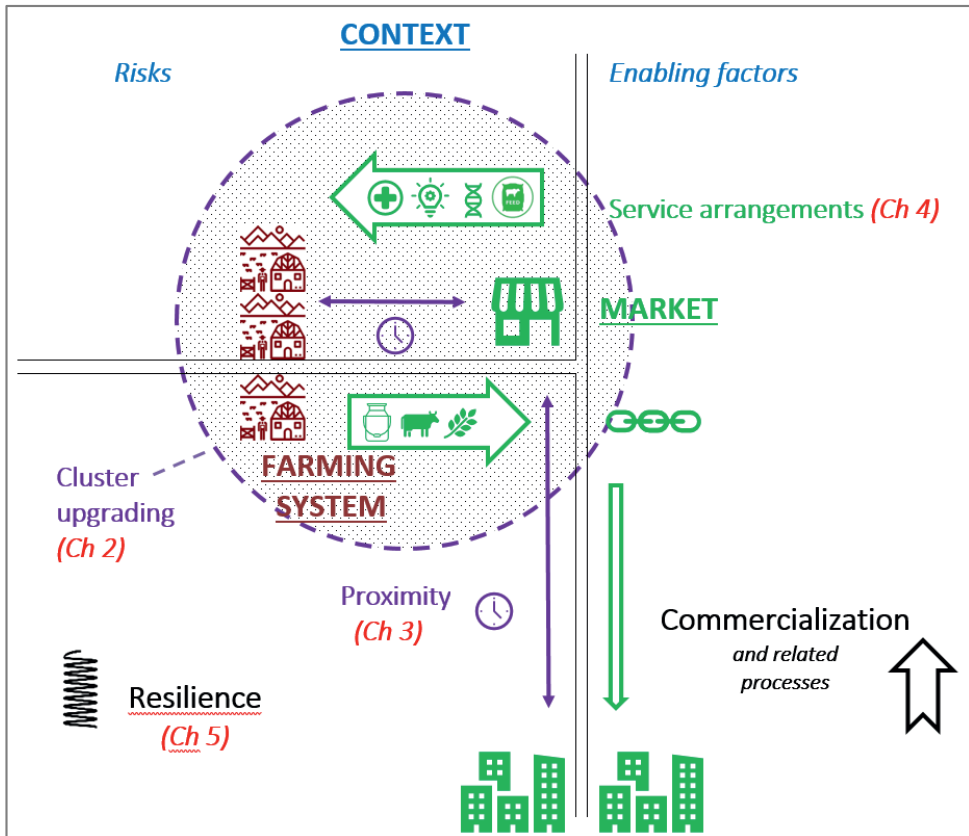 CONTEXT
Risks
Enabling factors
FEED
Service arrangements (Ch 4)
MARKET
FARMING
SYSTEM
Cluster
upgrading
(Ch 2)
Proximity
(Ch 3)
Commercialization
and related
processes
Resilience
(Ch 5)